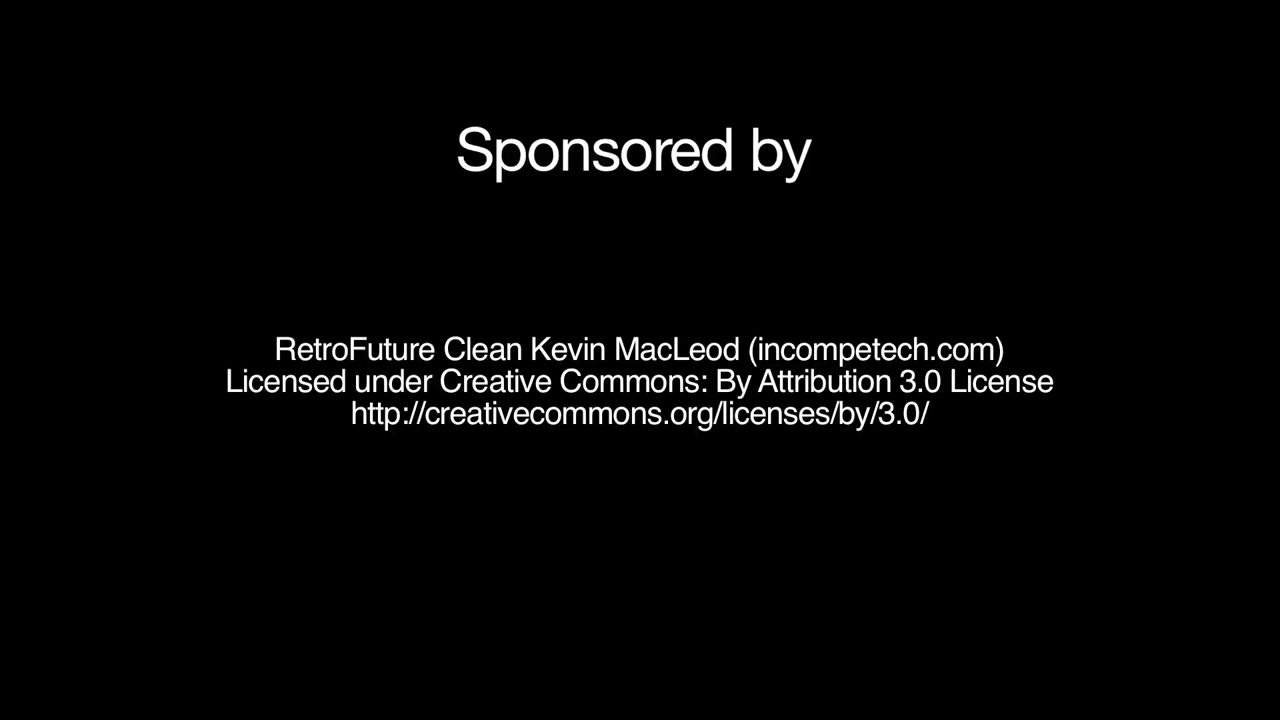 Sponsored by
RetroFuture Clean Kevin MacLeod (incompetech.com)
Licensed under Creative Commons: By Attribution 3.0 License
http://creativecommons.org/licenses/by/3.0/